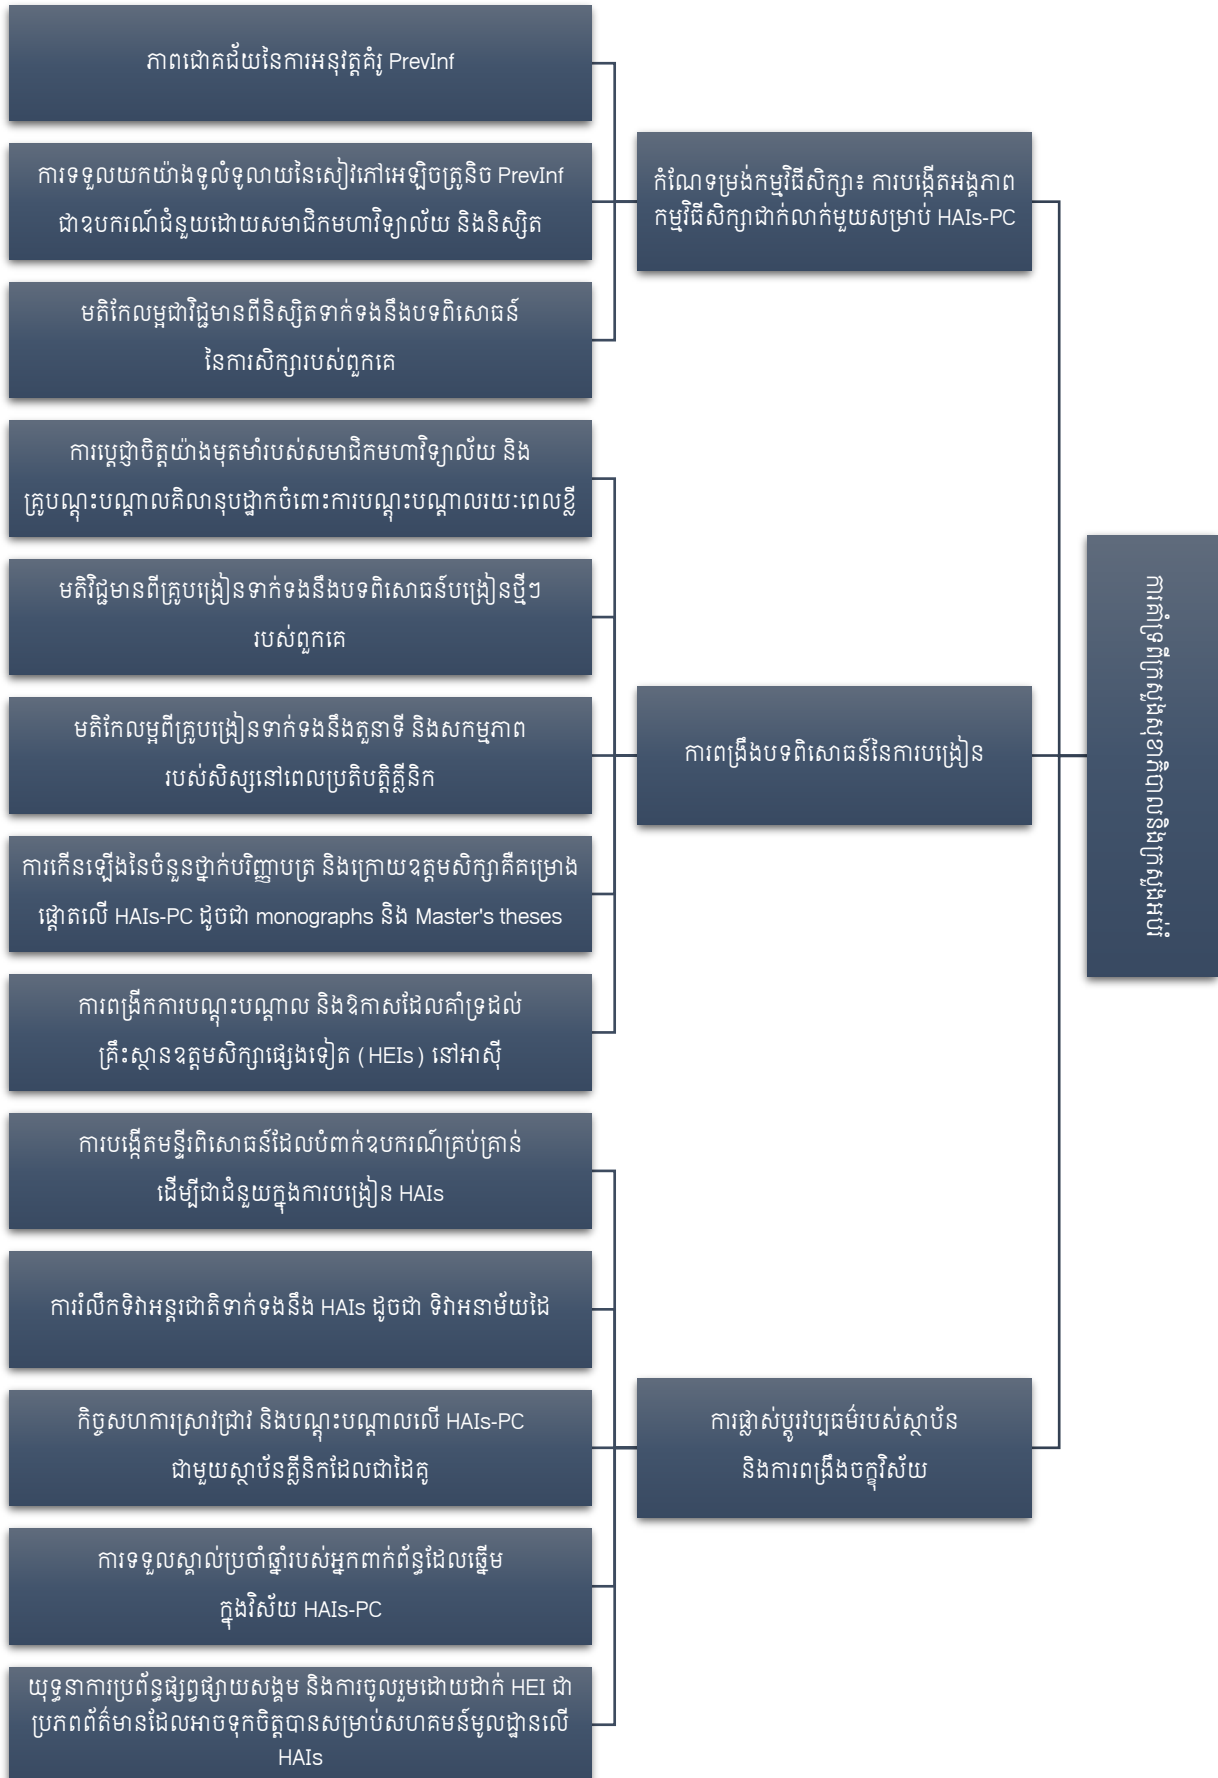 ភាពជោគជ័យនៃការអនុវត្តគំរូ PrevInf
ការទទួលយកយ៉ាងទូលំទូលាយនៃសៀវភៅអេឡិចត្រូនិច PrevInf
ជាឧបករណ៍ជំនួយដោយសមាជិកមហាវិទ្យាល័យ និងនិស្សិត
មតិកែលម្អជាវិជ្ជមានពីនិស្សិតទាក់ទងនឹងបទពិសោធន៍
នៃការសិក្សារបស់ពួកគេ
កំណែទម្រង់កម្មវិធីសិក្សា៖ ការបង្កើតអង្គភាព
កម្មវិធីសិក្សាជាក់លាក់មួយសម្រាប់ HAIs-PC
ការប្តេជ្ញាចិត្តយ៉ាងមុតមាំរបស់សមាជិកមហាវិទ្យាល័យ និង
គ្រូបណ្តុះបណ្តាលគិលានុបដ្ឋាកចំពោះការបណ្តុះបណ្តាលរយៈពេលខ្លី
មតិវិជ្ជមានពីគ្រូបង្រៀនទាក់ទងនឹងបទពិសោធន៍បង្រៀនថ្មីៗ
របស់ពួកគេ
មតិកែលម្អពីគ្រូបង្រៀនទាក់ទងនឹងតួនាទី និងសកម្មភាព
របស់សិស្សនៅពេលប្រតិបត្តិគ្លីនិក
ការកើនឡើងនៃចំនួនថ្នាក់បរិញ្ញាបត្រ និងក្រោយឧត្តមសិក្សាគឺគម្រោង
ផ្តោតលើ HAIs-PC ដូចជា monographs និង Master's theses
ការពង្រីកការបណ្តុះបណ្តាល និងឱកាសដែលគាំទ្រដល់
គ្រឹះស្ថានឧត្តមសិក្សាផ្សេងទៀត (HEIs) នៅអាស៊ី
ការពង្រឹងបទពិសោធន៍នៃការបង្រៀន
ការបង្កើតមន្ទីរពិសោធន៍ដែលបំពាក់ឧបករណ៍គ្រប់គ្រាន់
ដើម្បីជាជំនួយក្នុងការបង្រៀន HAIs
ការរំលឹកទិវាអន្តរជាតិទាក់ទងនឹង HAIs ដូចជា ទិវាអនាម័យដៃ
កិច្ចសហការស្រាវជ្រាវ និងបណ្តុះបណ្តាលលើ HAIs-PC
ជាមួយស្ថាប័នគ្លីនិកដែលជាដៃគូ
ការទទួលស្គាល់ប្រចាំឆ្នាំរបស់អ្នកពាក់ព័ន្ធដែលឆ្នើម
ក្នុងវិស័យ HAIs-PC
យុទ្ធនាការប្រព័ន្ធផ្សព្វផ្សាយសង្គម និងការចូលរួមដោយដាក់ HEI ជា
ប្រភពព័ត៌មានដែលអាចទុកចិត្តបានសម្រាប់សហគមន៍មូលដ្ឋានលើ
HAIs
ការផ្លាស់ប្តូរវប្បធម៌របស់ស្ថាប័ន
និងការពង្រឹងចក្ខុវិស័យ
ការគាំទ្រពីក្រសួងសុខាភិបាលនិងក្រសួងអប់រំ